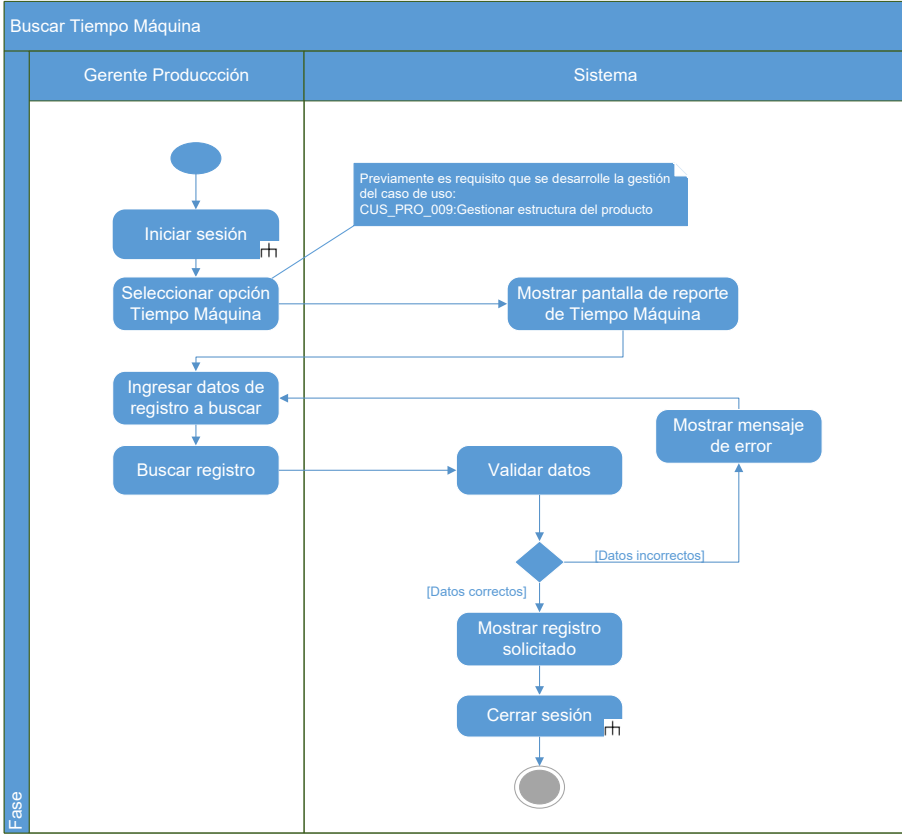 Buscar Tiempo Máquina
Gerente Produccción
Sistema
Previamente es requisito que se desarrolle la gestión
del caso de uso:
CUS_PRO_009:Gestionar estructura del producto
Iniciar sesión
Seleccionar opción
Tiempo Máquina
Mostrar pantalla de reporte
de Tiempo Máquina
Ingresar datos de
registro a buscar
Mostrar mensaje
de error
Buscar registro
Validar datos
[Datos incorrectos]
[Datos correctos]
Mostrar registro
solicitado
Cerrar sesión
Fase